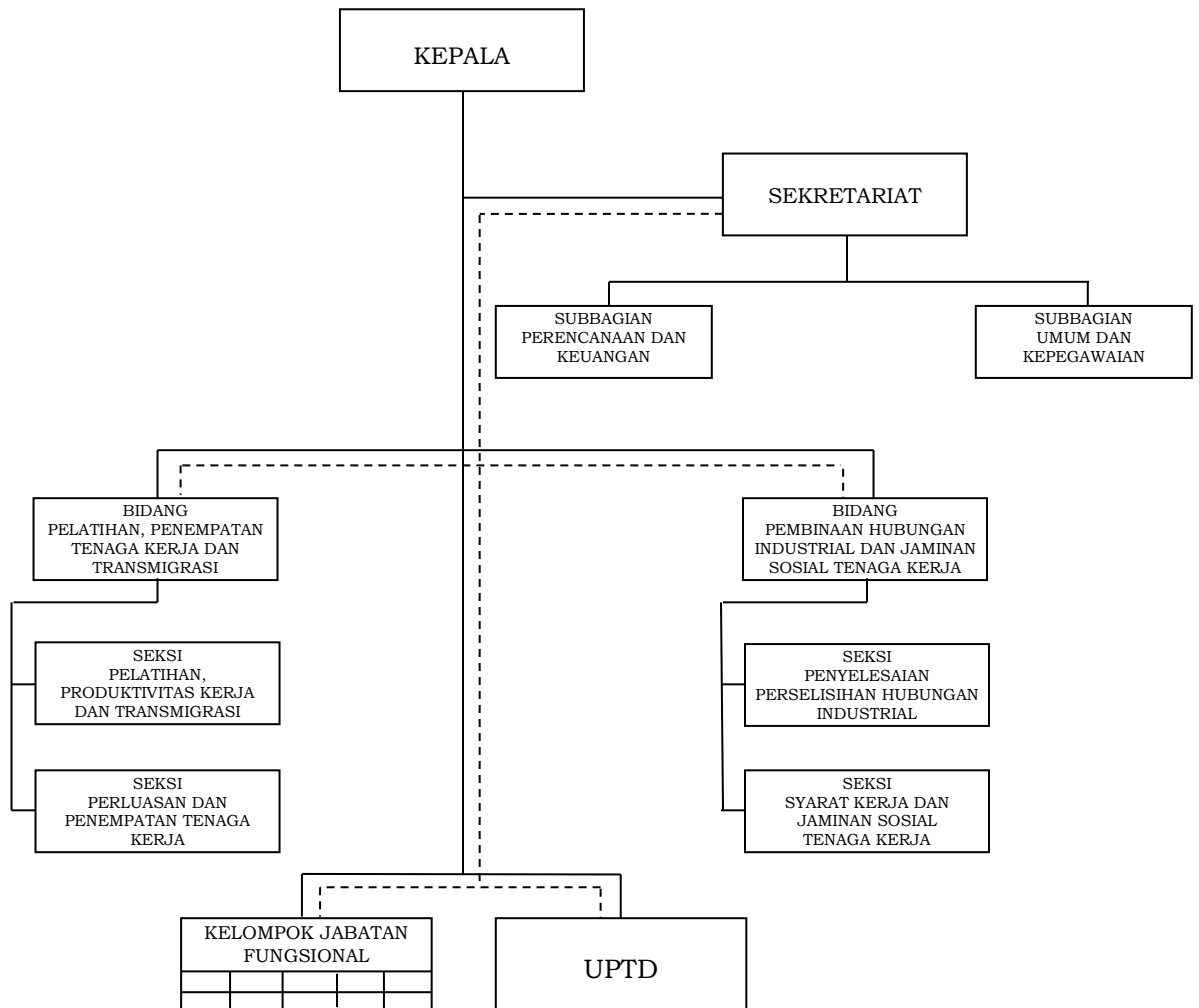 KEPALA
SEKRETARIAT
SUBBAGIAN
PERENCANAAN DAN
KEUANGAN
SUBBAGIAN
UMUM DAN
KEPEGAWAIAN
BIDANG
PELATIHAN, PENEMPATAN
TENAGA KERJA DAN
TRANSMIGRASI
BIDANG
PEMBINAAN HUBUNGAN
INDUSTRIAL DAN JAMINAN
SOSIAL TENAGA KERJA
SEKSI
PELATIHAN,
PRODUKTIVITAS KERJA
DAN TRANSMIGRASI
SEKSI
PENYELESAIAN
PERSELISIHAN HUBUNGAN
INDUSTRIAL
SEKSI
PERLUASAN DAN
PENEMPATAN TENAGA
KERJA
SEKSI
SYARAT KERJA DAN
JAMINAN SOSIAL
TENAGA KERJA
KELOMPOK JABATAN
FUNGSIONAL
UPTD